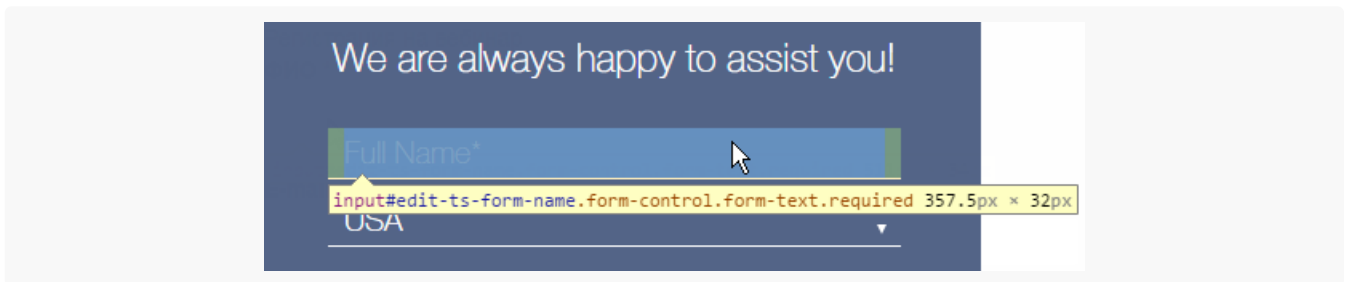 We are always happy to assist you!
Full Name*
input#edit-ts-form-name.form-control.form-text.required 357.5px × 32px
USA